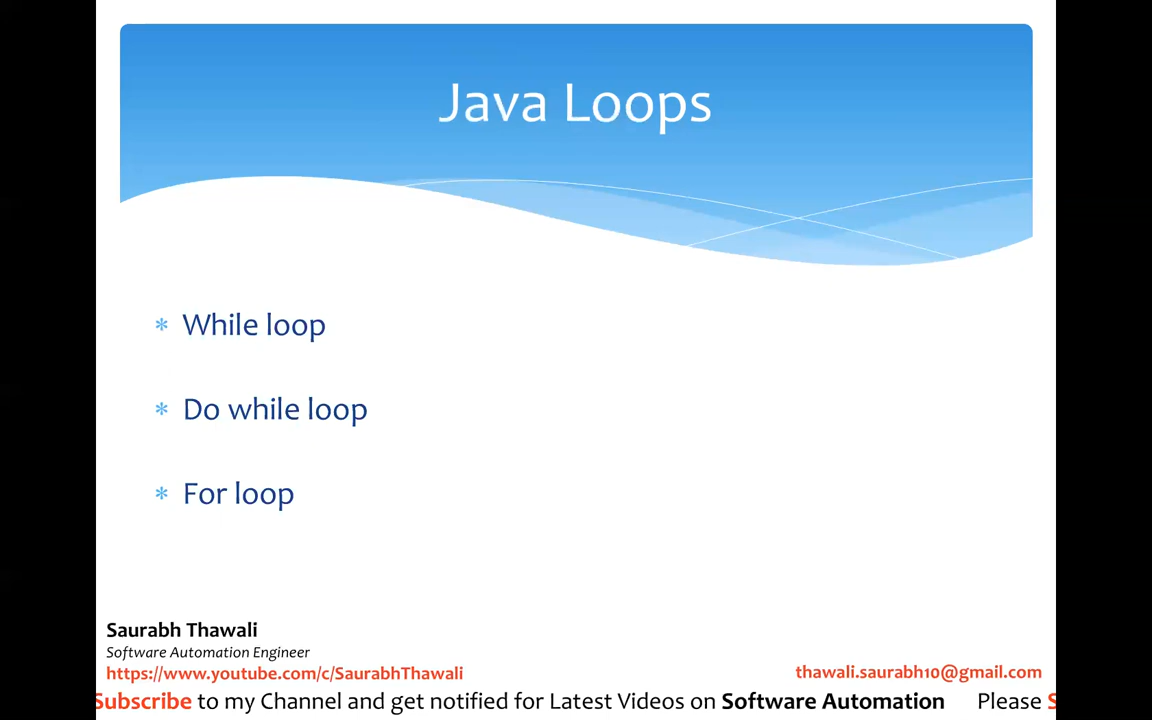 Java Loops
* While loop
* Do while loop
* For loop
Saurabh Thawali
Software Automation Engineer
https://www.youtube.com/c/SaurabhThawali
thawali.saurabh10@gmail.com
Subscribe to my Channel and get notified for Latest Videos on Software Automation Please S